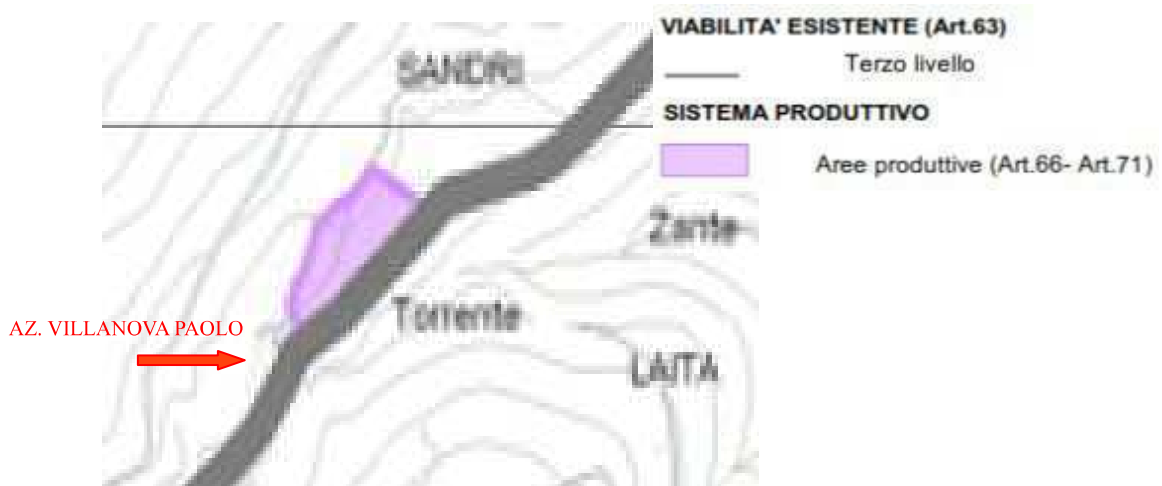 VIABILITA' ESISTENTE (Art.63)
Terzo livello
SISTEMA PRODUTTIVO
Aree produttive (Art.66- Art.71)
SANDRI
Zante-
Torrente
LAITA
AZ. VILLANOVA PAOLO